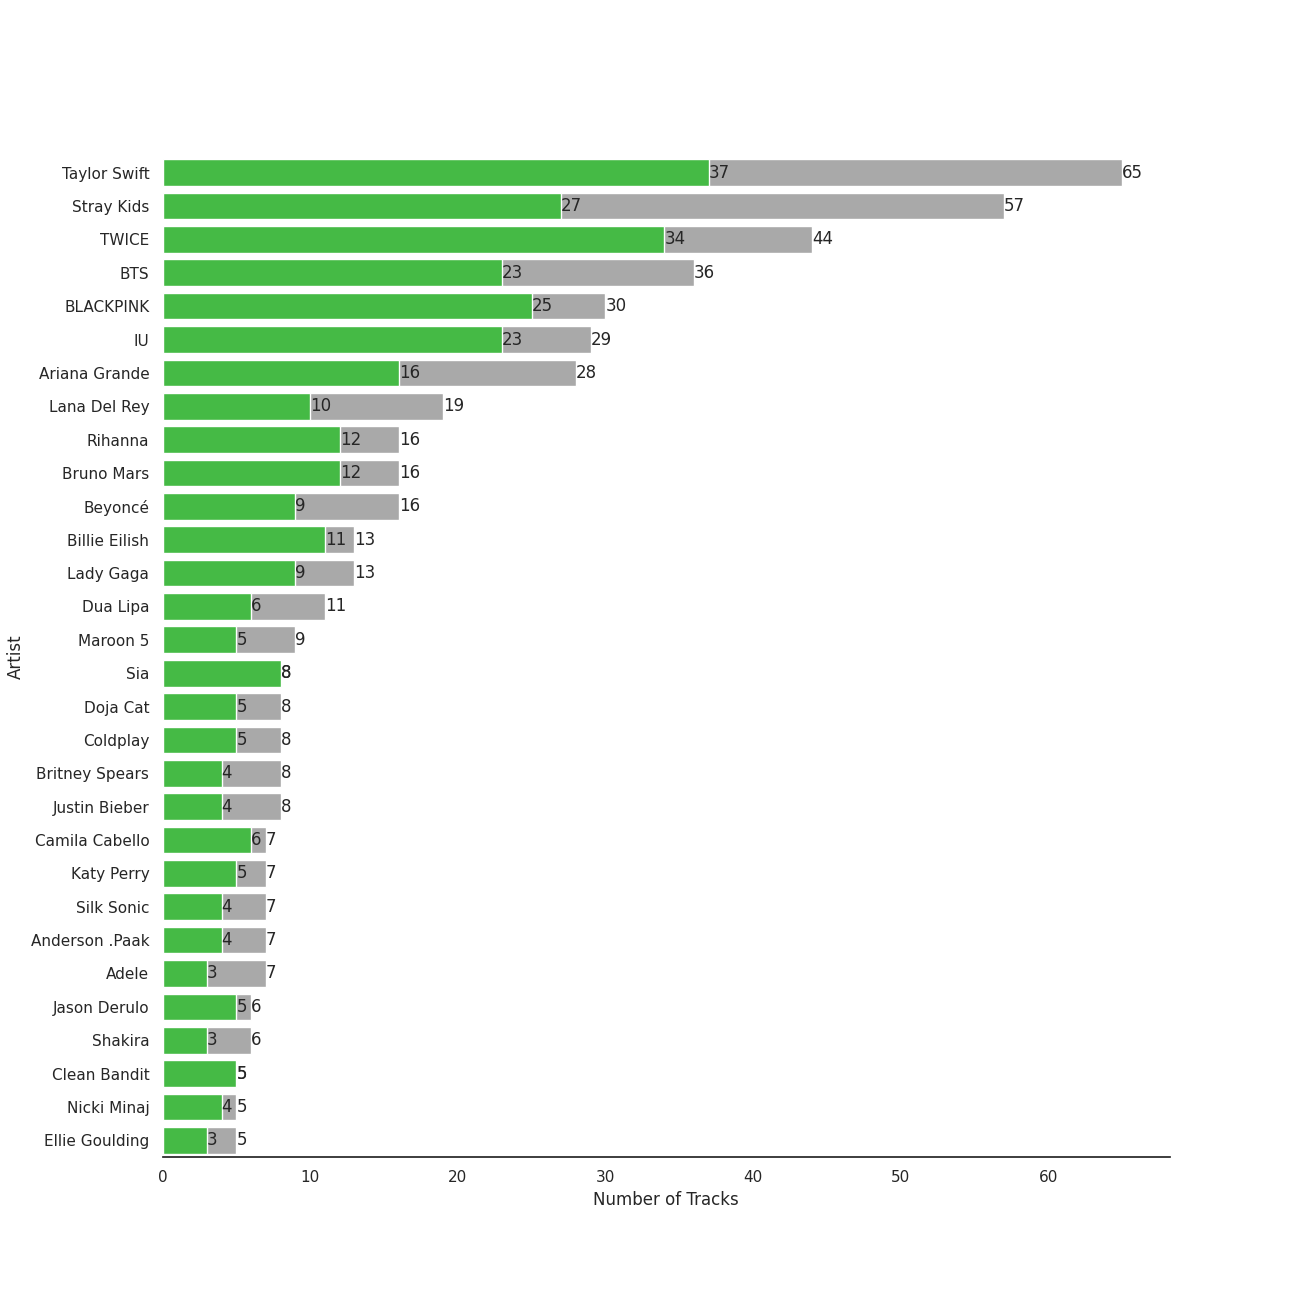 Taylor Swift 37 65
Stray Kids 27 57
TWICE 34 44
BTS 23 36
BLACKPINK 25 30
IU 23 29
Ariana Grande 16 28
Lana Del Rey 10 19
Rihanna 12 16
Bruno Mars 12 16
Beyoncé 9 16
Billie Eilish 11 13
Lady Gaga 9 13
Dua Lipa 6 11
Maroon 5 5 9
Sia 8 8
Doja Cat 5 8
Coldplay 5 8
Britney Spears 4 8
Justin Bieber 4 8
Camila Cabello 6 7
Katy Perry 5 7
Silk Sonic 4 7
Anderson .Paak 4 7
Adele 3 7
Jason Derulo 5 6
Shakira 3 6
Clean Bandit 5 5
Nicki Minaj 4 5
Ellie Goulding 3 5
Artist
0 10 20 30 40 50 60
Number of Tracks